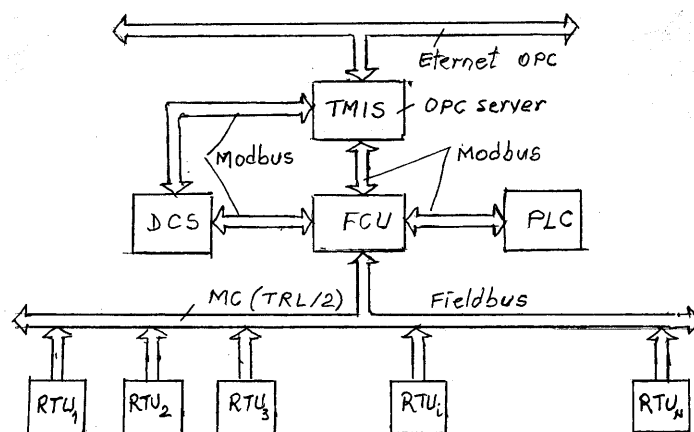 Eternet OPC
TMIS
OPC server
Modbus
Modbus
DCS
FCU
PLC
MC (TRL/2)
Fieldbus
RTU1
RTU2
RTU3
RTUi
RTUN